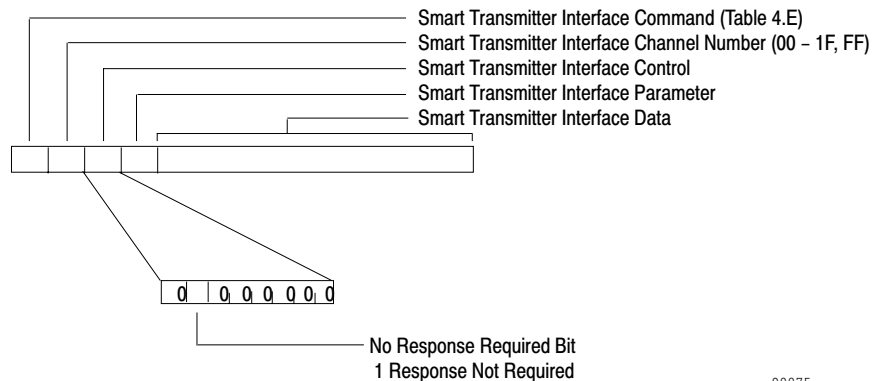 Smart Transmitter Interface Command (Table 4.E)
Smart Transmitter Interface Channel Number (00 – 1F, FF)
Smart Transmitter Interface Control
Smart Transmitter Interface Parameter
Smart Transmitter Interface Data
0 0 0 0 0 0 0
No Response Required Bit
1 Response Not Required